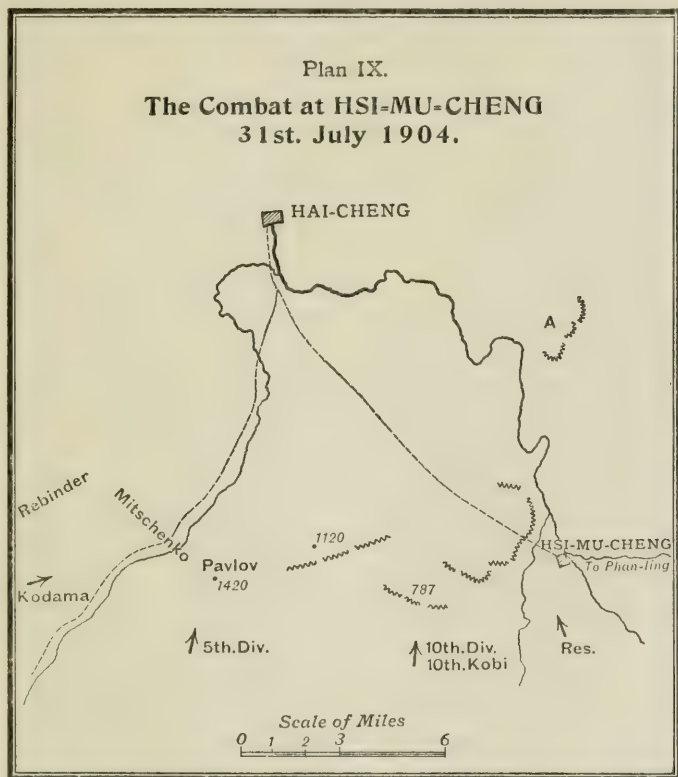 Plan IX.
The Combat at HSI=MU=CHENG
31st. July 1904.
HAI-CHENG
A
Rebinder
Mitschenko
1120
HSI-MU-CHENG
To Phan-ling
Pavlov
1420
787
Kodama
5th. Div.
10th. Div.
10th. Kobi
Res.
Scale of Miles
0 1 2 3 6